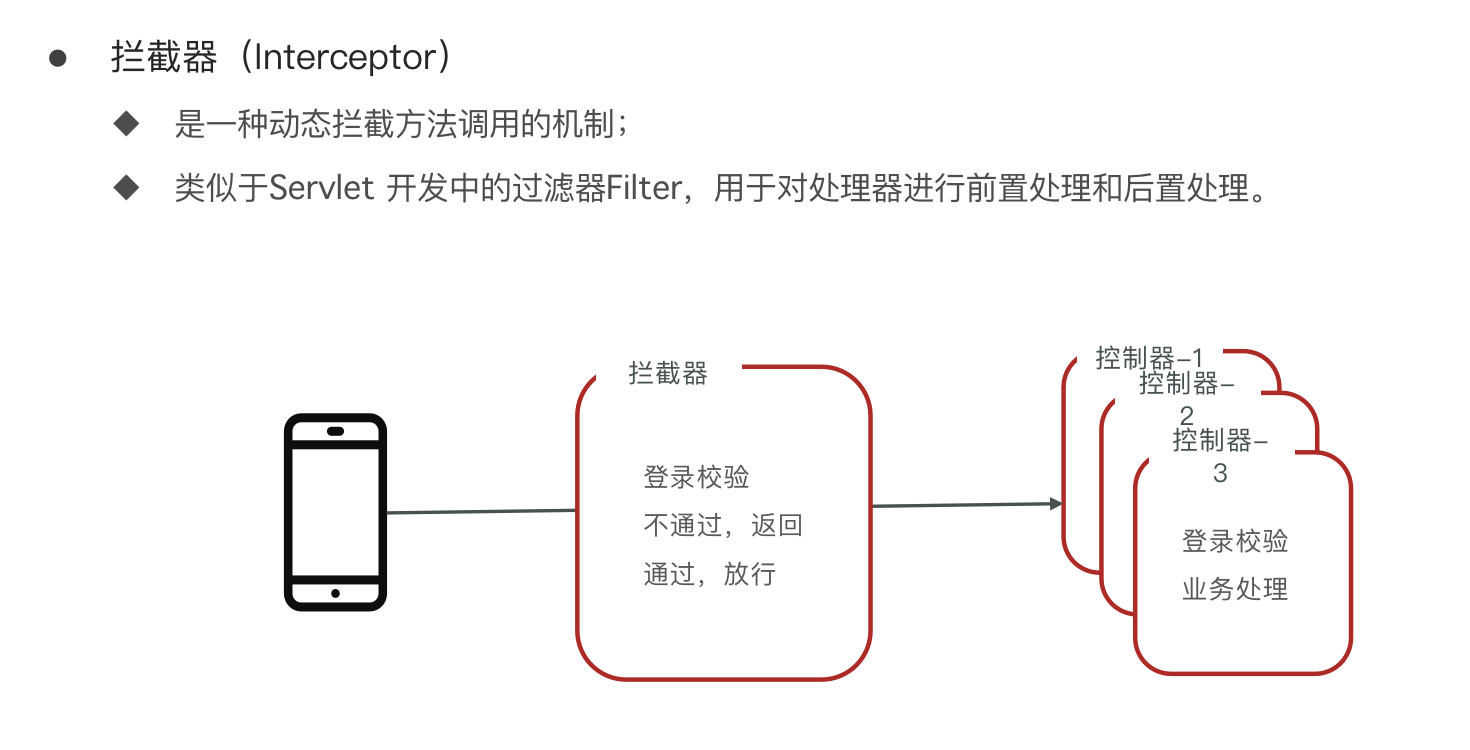 拦截器（Interceptor）
是一种动态拦截方法调用的机制；
类似于Servlet 开发中的过滤器Filter，用于对处理器进行前置处理和后置处理。
拦截器
登录校验
不通过，返回
通过，放行
控制器-1
控制器-
2
控制器-
3
登录校验
业务处理